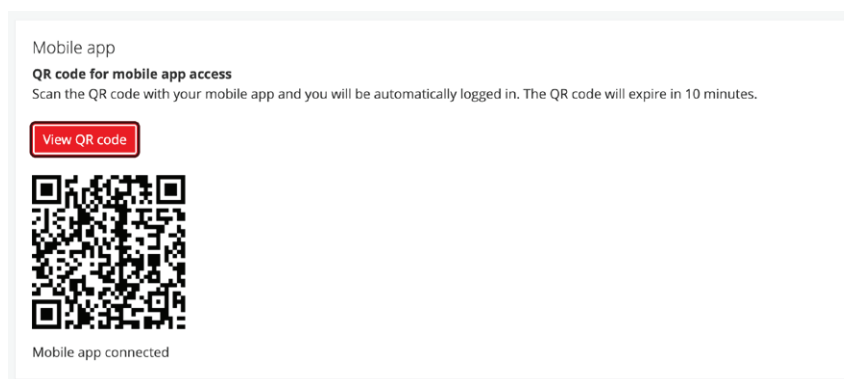 Mobile app
QR code for mobile app access
Scan the QR code with your mobile app and you will be automatically logged in. The QR code will expire in 10 minutes.
View QR code
Mobile app connected